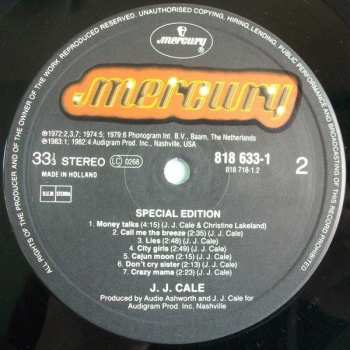 mercury
mercury
ALL RIGHTS OF THE PRODUCER AND OF THE OWNER OF THE WORK REPRODUCED RESERVED. UNAUTHORISED COPYING, HIRING, LENDING, PUBLIC PERFORMANCE AND BROADCASTING OF THIS RECORD PROHIBITED.
℗1972:2,3,7; 1974:5; 1979:6 Phonogram Int. B.V., Baarn, The Netherlands
℗1983:1; 1982:4 Audigram Prod. Inc., Nashville, USA
33⅓ STEREO LC 0268 818 633-1
818 718-1.2
MADE IN HOLLAND
2
STEMRA
SPECIAL EDITION
1. Money talks (4:15) (J. J. Cale & Christine Lakeland)
2. Call me the breeze (2:35) (J. J. Cale)
3. Lies (2:48) (J. J. Cale)
4. City girls (2:49) (J. J. Cale)
5. Cajun moon (2:12) (J. J. Cale)
6. Don't cry sister (2:13) (J. J. Cale)
7. Crazy mama (2:23) (J. J. Cale)
J. J. CALE
Produced by Audie Ashworth and J. J. Cale for
Audigram Prod. Inc. Nashville